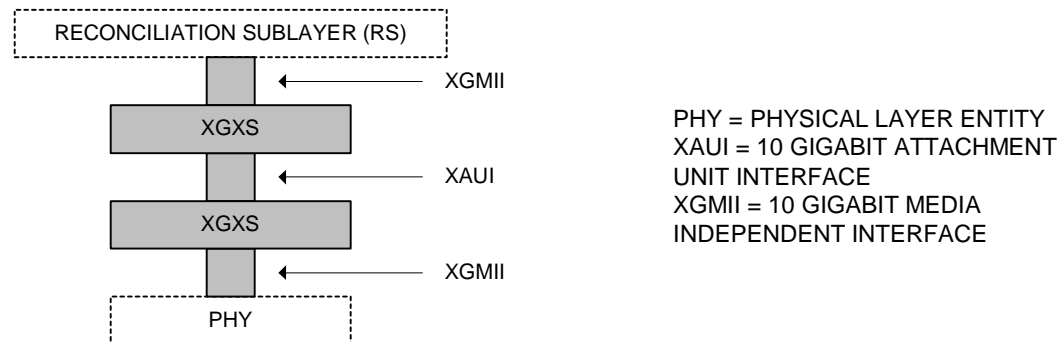 RECONCILIATION SUBLAYER (RS)
XGMII
XGXS
XAUI
XGXS
XGMII
PHY
PHY = PHYSICAL LAYER ENTITY
XAUI = 10 GIGABIT ATTACHMENT
UNIT INTERFACE
XGMII = 10 GIGABIT MEDIA
INDEPENDENT INTERFACE